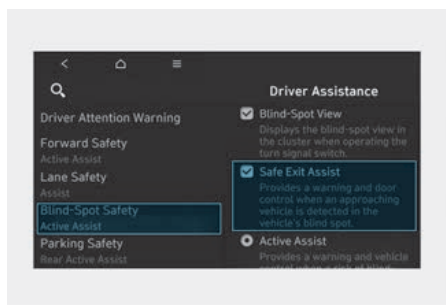 Driver Assistance
Driver Attention Warning
Forward Safety
Active Assist
Lane Safety
Assist
Blind-Spot Safety
Active Assist
Parking Safety
Rear Active Assist
Blind-Spot View
Displays the blind-spot view in
the cluster when operating the
turn signal switch.
Safe Exit Assist
Provides a warning and door
control when an approaching
vehicle is detected in the
vehicle's blind spot.
Active Assist
Provides a warning and vehicle
control when a risk of blind-